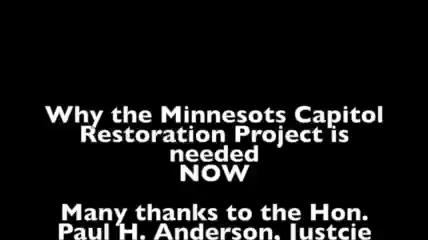 Why the Minnesots Capitol
Restoration Project is
needed
NOW
Many thanks to the Hon.
Paul H. Anderson, Justcie